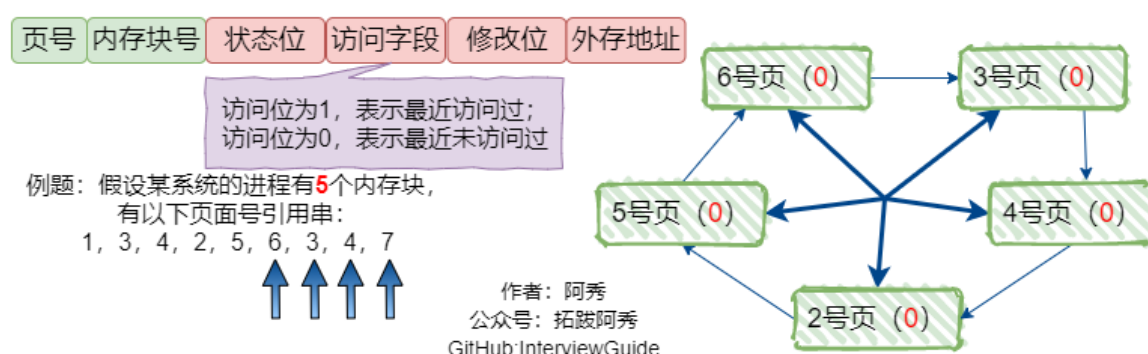 页号 内存块号 状态位 访问字段 修改位 外存地址
访问位为1，表示最近访问过；
访问位为0，表示最近未访问过
例题：假设某系统的进程有5个内存块，
有以下页面号引用串：
1，3，4，2，5，6，3，4，7
6号页（0）
3号页（0）
5号页（0）
4号页（0）
2号页（0）
作者：阿秀
公众号：拓跋阿秀
GitHub:InterviewGuide